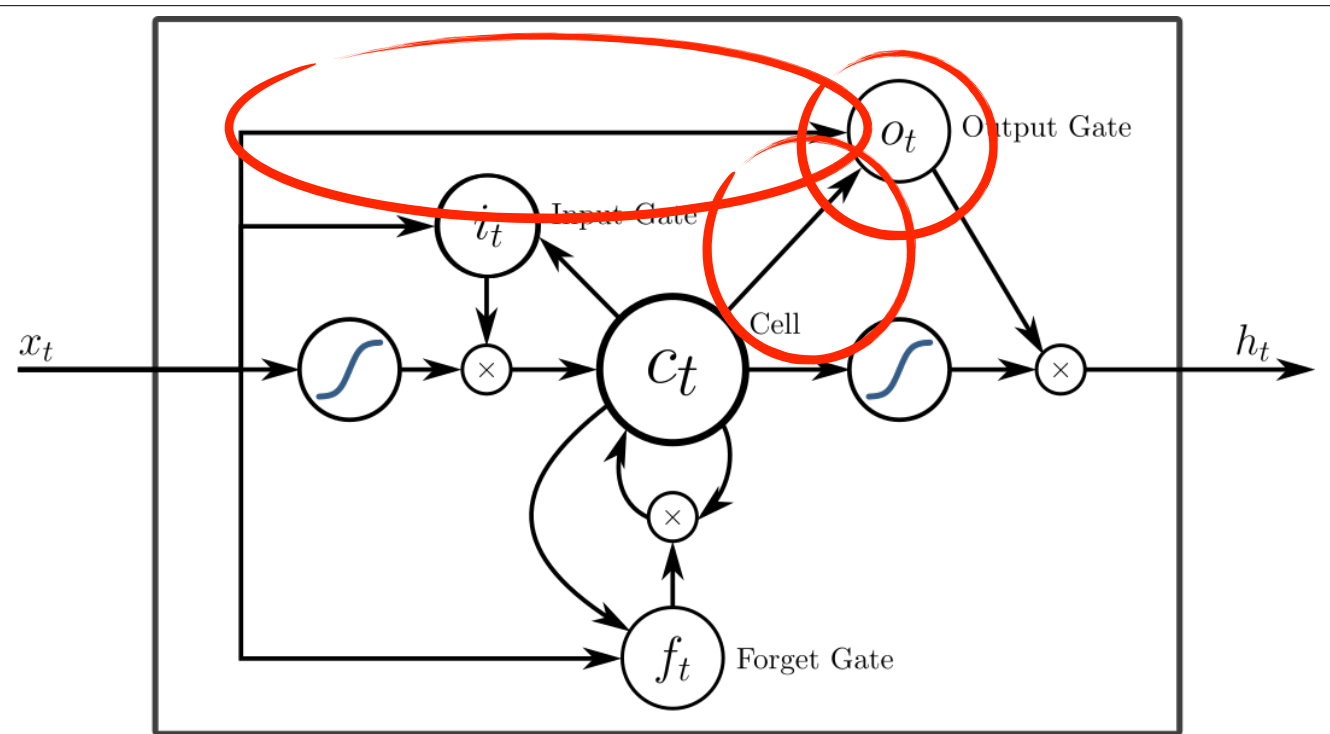 o_t Output Gate
i_t Input Gate
Cell
x_t
×
c_t
×
h_t
×
f_t Forget Gate